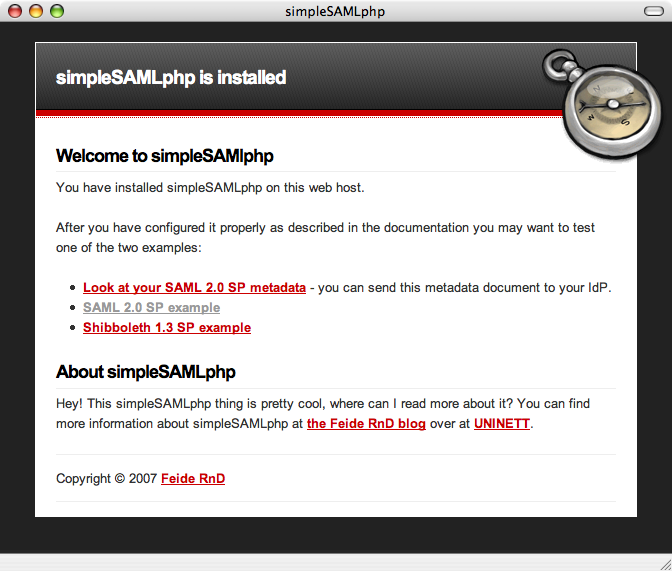 simpleSAMLphp
simpleSAMLphp is installed
N
W
S
Welcome to simpleSAMlphp
You have installed simpleSAMLphp on this web host.
After you have configured it properly as described in the documentation you may want to test
one of the two examples:
Look at your SAML 2.0 SP metadata - you can send this metadata document to your IdP.
SAML 2.0 SP example
Shibboleth 1.3 SP example
About simpleSAMLphp
Hey! This simpleSAMLphp thing is pretty cool, where can I read more about it? You can find
more information about simpleSAMLphp at the Feide RnD blog over at UNINETT.
Copyright © 2007 Feide RnD